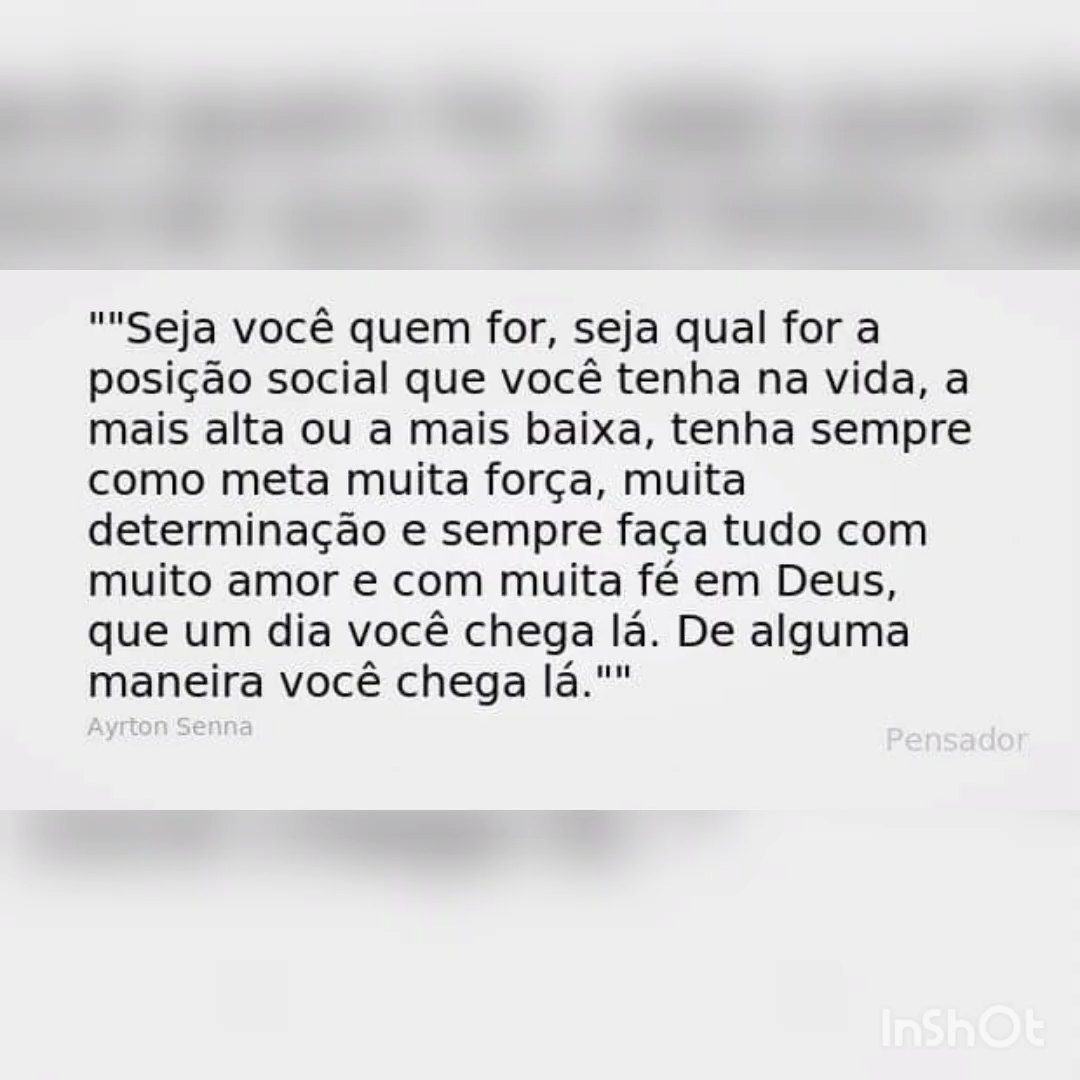 ""Seja você quem for, seja qual for a
posição social que você tenha na vida, a
mais alta ou a mais baixa, tenha sempre
como meta muita força, muita
determinação e sempre faça tudo com
muito amor e com muita fé em Deus,
que um dia você chega lá. De alguma
maneira você chega lá.""
Ayrton Senna
Pensador
InShOt